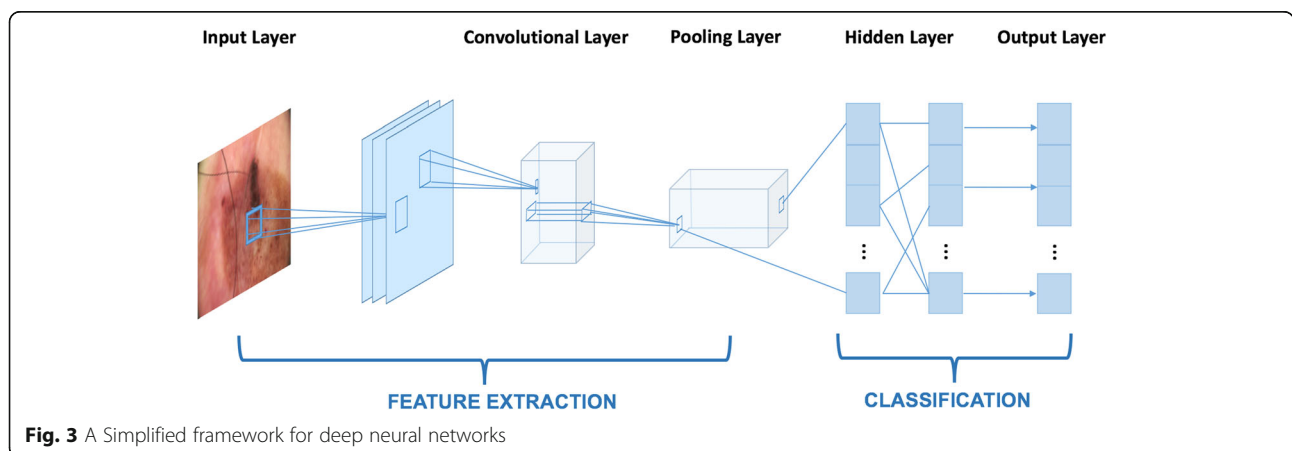 Input Layer Convolutional Layer Pooling Layer Hidden Layer Output Layer
FEATURE EXTRACTION CLASSIFICATION
Fig. 3 A Simplified framework for deep neural networks